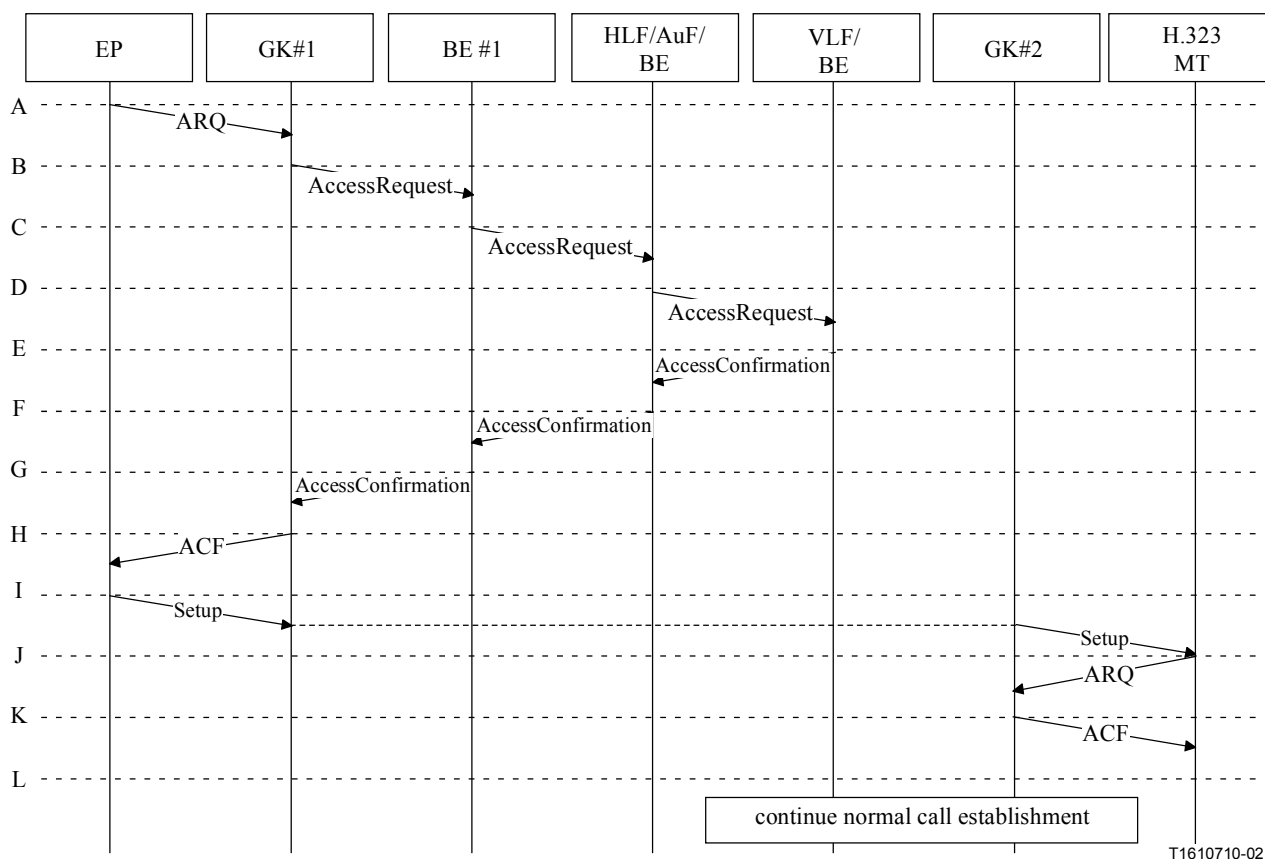 EP
GK#1
BE #1
HLF/AuF/
BE
VLF/
BE
GK#2
H.323
MT
A
ARQ
B
AccessRequest
C
AccessRequest
D
AccessRequest
E
AccessConfirmation
F
AccessConfirmation
G
AccessConfirmation
H
ACF
I
Setup
Setup
J
ARQ
K
ACF
L
continue normal call establishment
T1610710-02